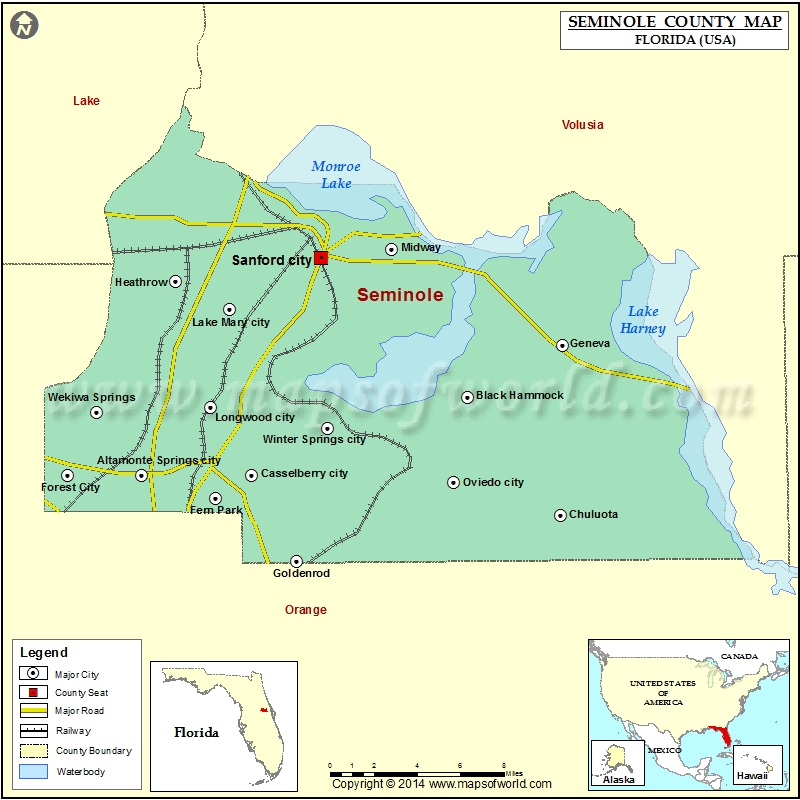 N
SEMINOLE COUNTY MAP
FLORIDA (USA)
Lake
Volusia
Monroe
Lake
Midway
Sanford city
Heathrow
Seminole
Lake Mary city
Lake
Harney
Geneva
www.mapsofworld.com
Wekiwa Springs
Black Hammock
Longwood city
Winter Springs city
Altamonte Springs city
Casselberry city
Forest City
Oviedo city
Fern Park
Chuluota
Goldenrod
Orange
Legend
Major City
County Seat
Major Road
Railway
County Boundary
Waterbody
Florida
0 1 2 4 6 8
Miles
Copyright © 2014 www.mapsofworld.com
CANADA
UNITED STATES
OF
AMERICA
MEXICO
Alaska
Hawaii